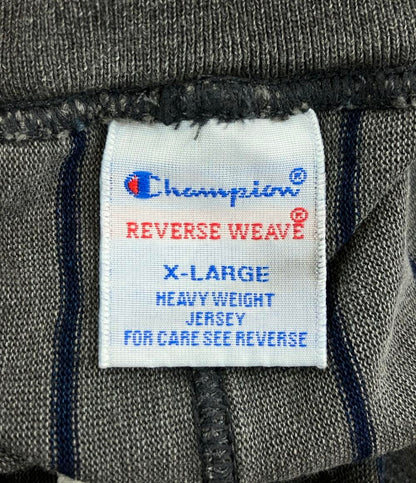 Champion®
REVERSE WEAVE®
X-LARGE
HEAVY WEIGHT
JERSEY
FOR CARE SEE REVERSE